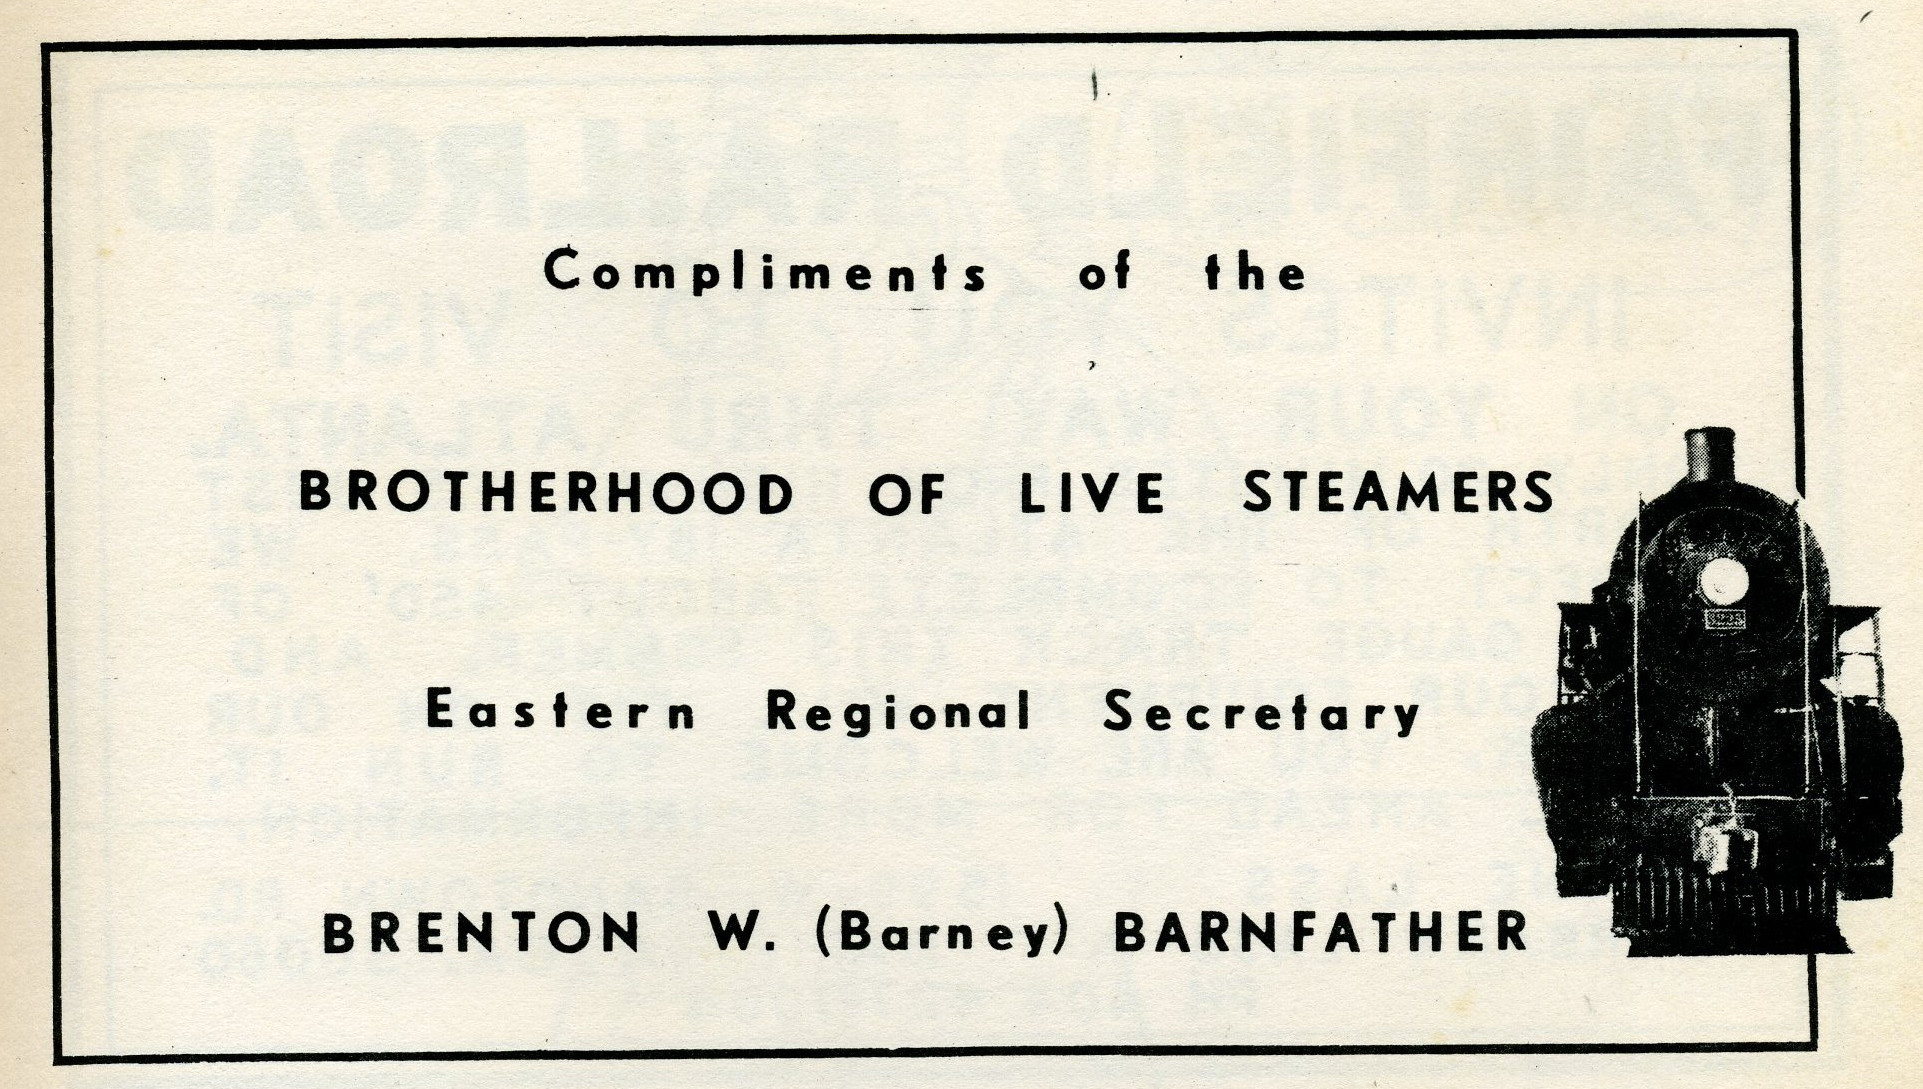 Compliments of the
BROTHERHOOD OF LIVE STEAMERS
Eastern Regional Secretary
BRENTON W. (Barney) BARNFATHER